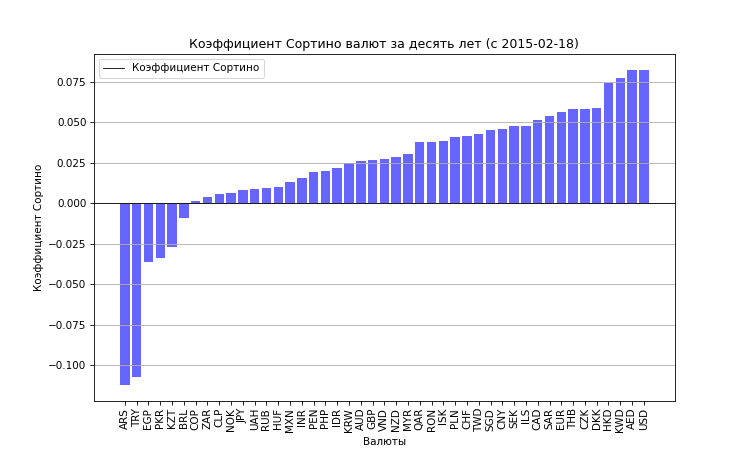 Коэффициент Сортино валют за десять лет (с 2015-02-18)
Коэффициент Сортино
0.075
0.050
0.025
0.000
−0.025
−0.050
−0.075
−0.100
Коэффициент Сортино
ARS TRY EGP PKR KZT BRL COP ZAR CLP NOK JPY UAH RUB HUF MXN INR PEN PHP IDR KRW AUD GBP VND NZD MYR QAR RON ISK PLN CHF TWD SGD CNY SEK ILS CAD SAR EUR THB CZK DKK HKD KWD AED USD
Валюты